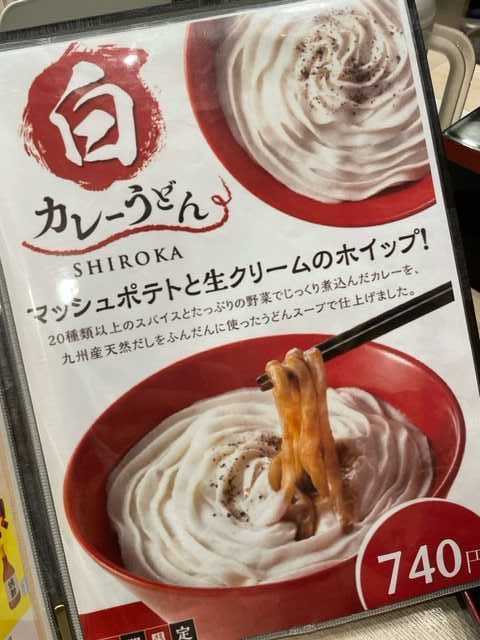 白
カレーうどん
SHIROKA
マッシュポテトと生クリームのホイップ!
20種類以上のスパイスとたっぷりの野菜でじっくり煮込んだカレーを、
九州産天然だしをふんだんに使ったうどんスープで仕上げました。
740円
限定